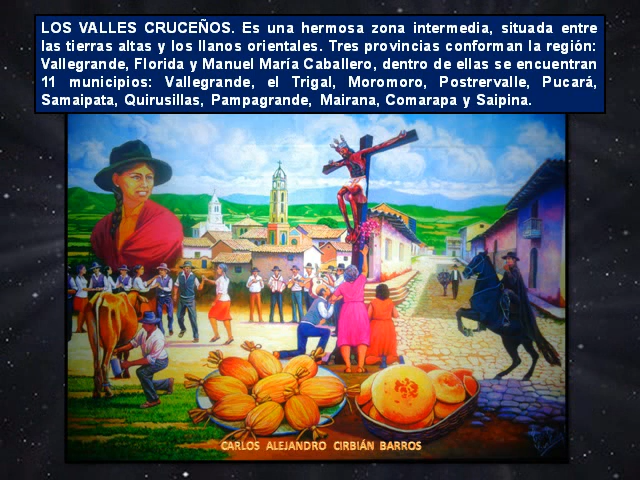 LOS VALLES CRUCEÑOS. Es una hermosa zona intermedia, situada entre
las tierras altas y los llanos orientales. Tres provincias conforman la región:
Vallegrande, Florida y Manuel María Caballero, dentro de ellas se encuentran
11 municipios: Vallegrande, el Trigal, Moromoro, Postrervalle, Pucará,
Samaipata, Quirusillas, Pampagrande, Mairana, Comarapa y Saipina.
CARLOS ALEJANDRO CIRBIÁN BARROS